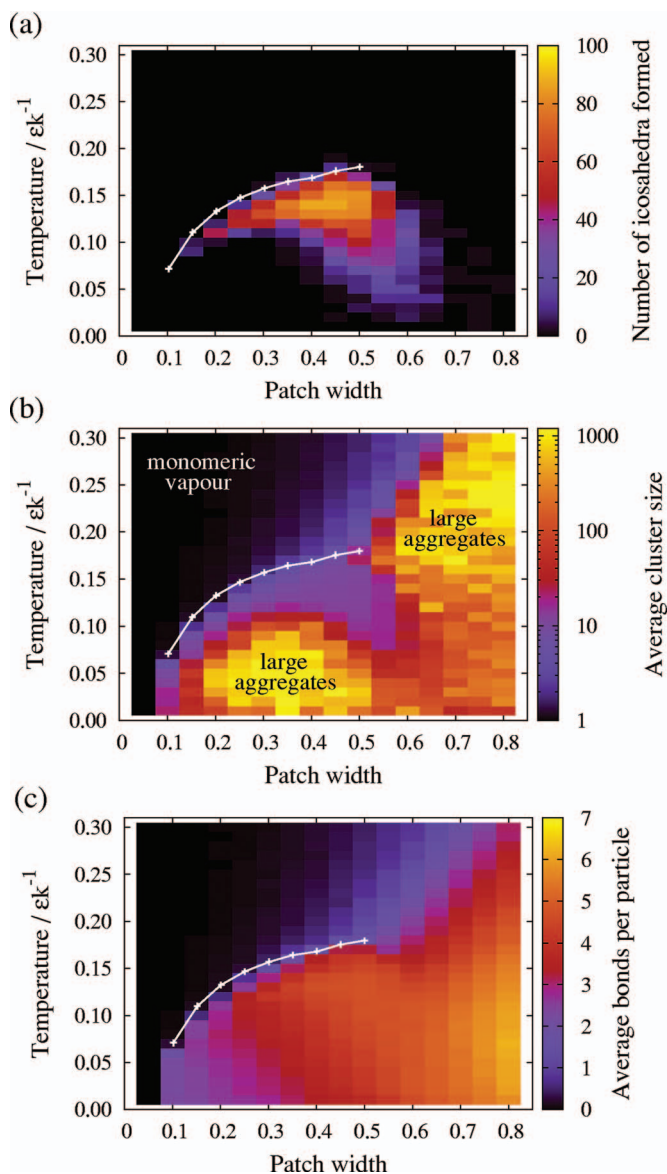 (a)
0.30
0.20
0.10
0.05
0.00
0.15
0.25
Temperature / εk-1
0 0.1 0.2 0.3 0.4 0.5 0.6 0.7 0.8
Patch width
100
80
60
40
20
0
Number of icosahedra formed
(b)
0.30
0.25
0.20
0.15
0.10
0.05
0.00
Temperature / εk-1
monomeric
vapour
large
aggregates
large
aggregates
0 0.1 0.2 0.3 0.4 0.5 0.6 0.7 0.8
Patch width
1000
100
10
1
Average cluster size
(c)
0.30
0.25
0.20
0.15
0.10
0.05
0.00
Temperature / εk-1
0 0.1 0.2 0.3 0.4 0.5 0.6 0.7 0.8
Patch width
7
6
5
4
3
2
1
0
Average bonds per particle